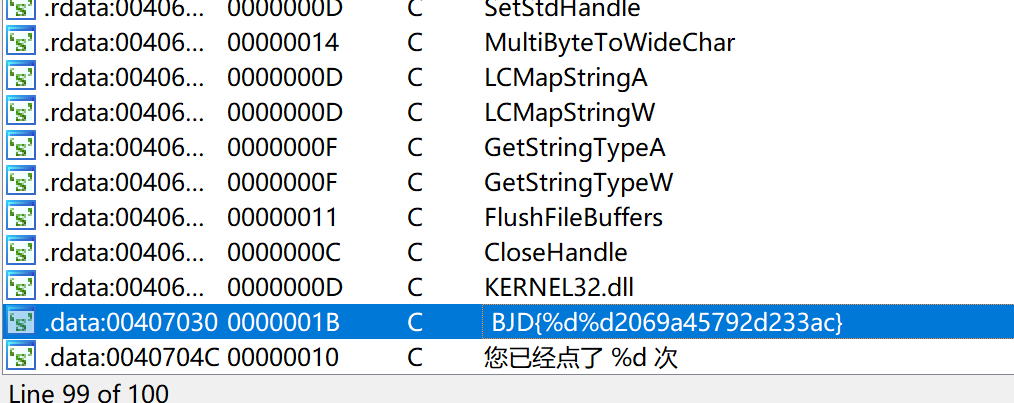 .rdata:00406... 0000000D C SetStdHandle
.rdata:00406... 00000014 C MultiByteToWideChar
.rdata:00406... 0000000D C LCMapStringA
.rdata:00406... 0000000D C LCMapStringW
.rdata:00406... 0000000F C GetStringTypeA
.rdata:00406... 0000000F C GetStringTypeW
.rdata:00406... 00000011 C FlushFileBuffers
.rdata:00406... 0000000C C CloseHandle
.rdata:00406... 0000000D C KERNEL32.dll
.data:00407030 0000001B C BJD{%d%d2069a45792d233ac}
.data:0040704C 00000010 C 您已经点了 %d 次
Line 99 of 100